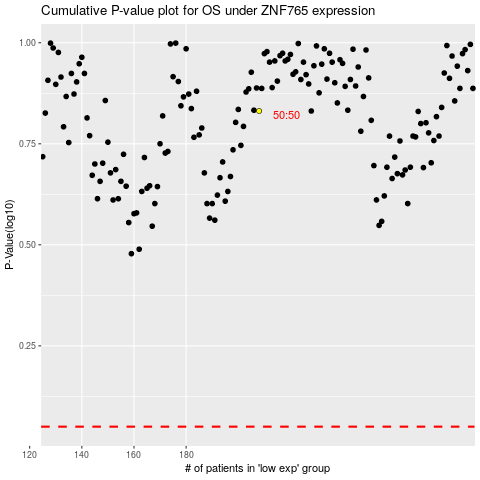 Cumulative P-value plot for OS under ZNF765 expression
P-Value(log10)
1.00
0.75
0.50
0.25
50:50
120 140 160 180
# of patients in 'low exp' group